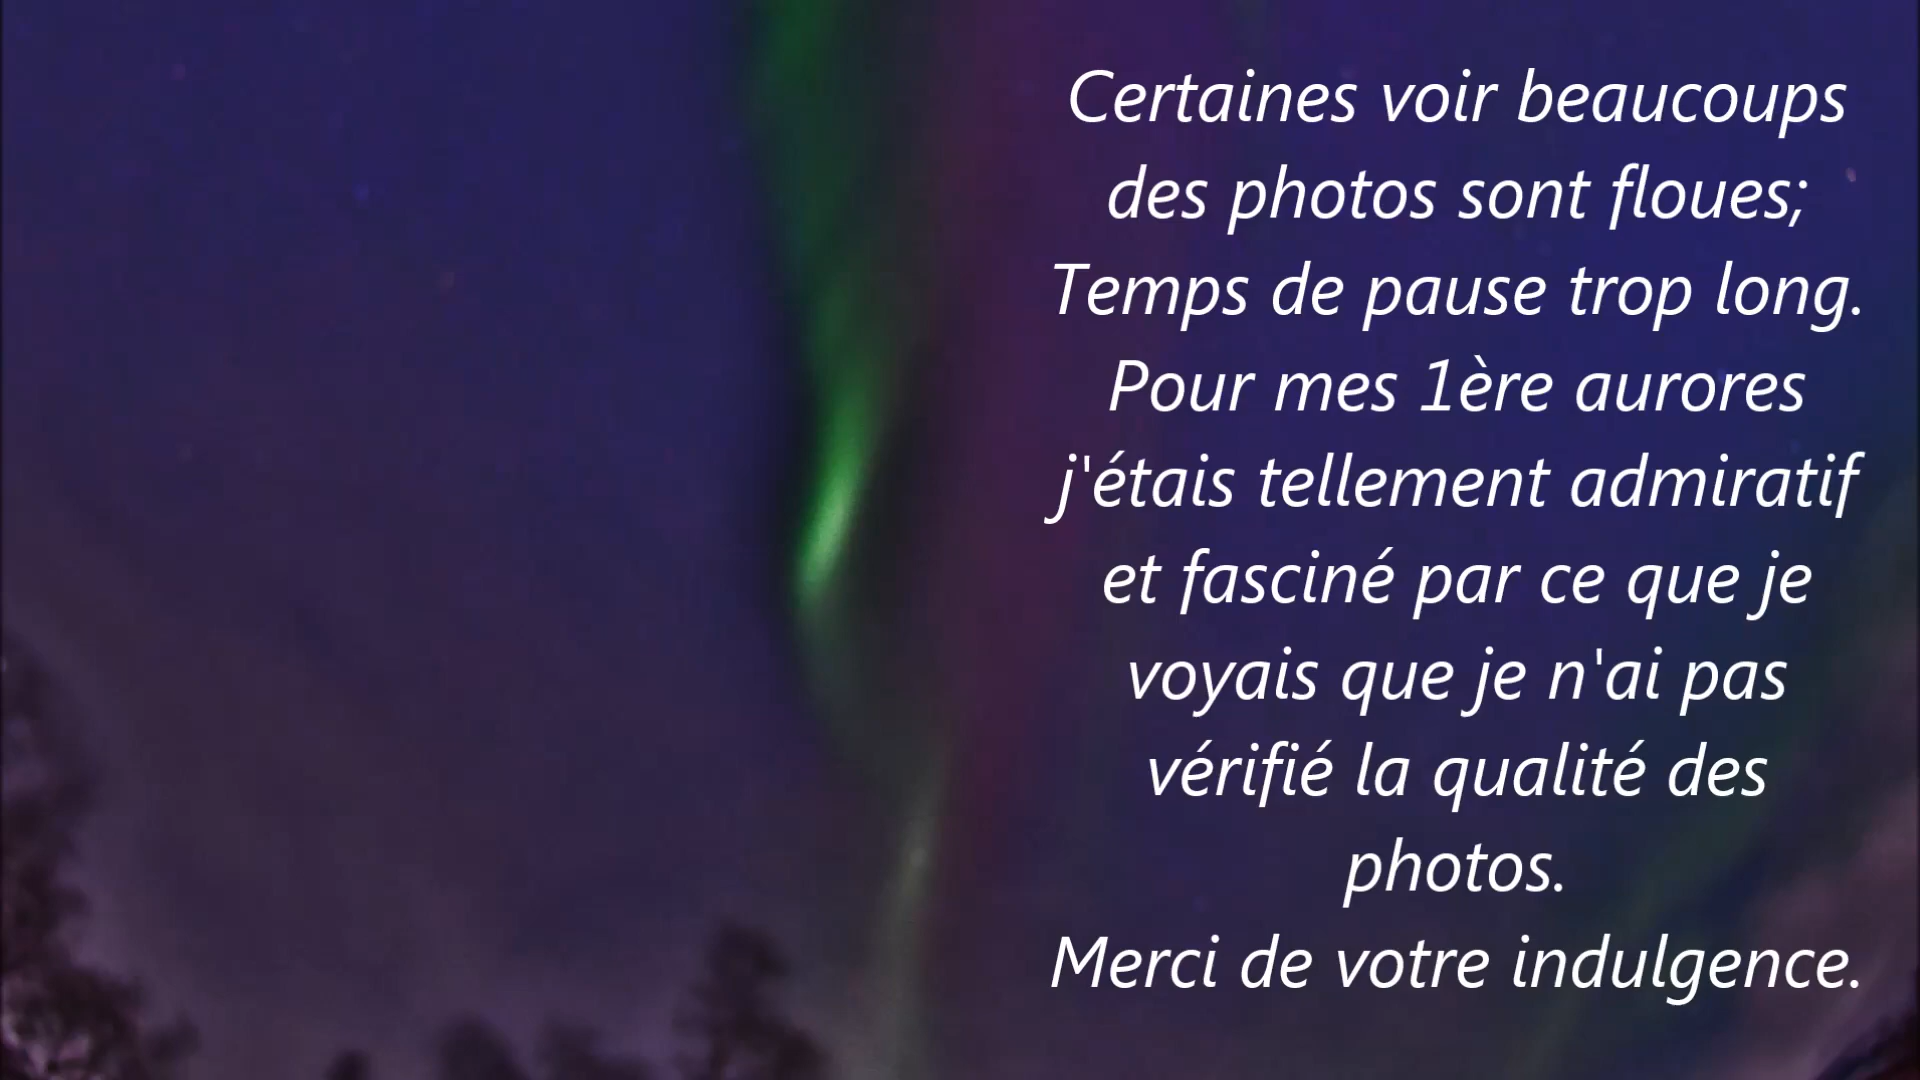 Certaines voir beaucoups
des photos sont floues;
Temps de pause trop long.
Pour mes 1ère aurores
j'étais tellement admiratif
et fasciné par ce que je
voyais que je n'ai pas
vérifié la qualité des
photos.
Merci de votre indulgence.